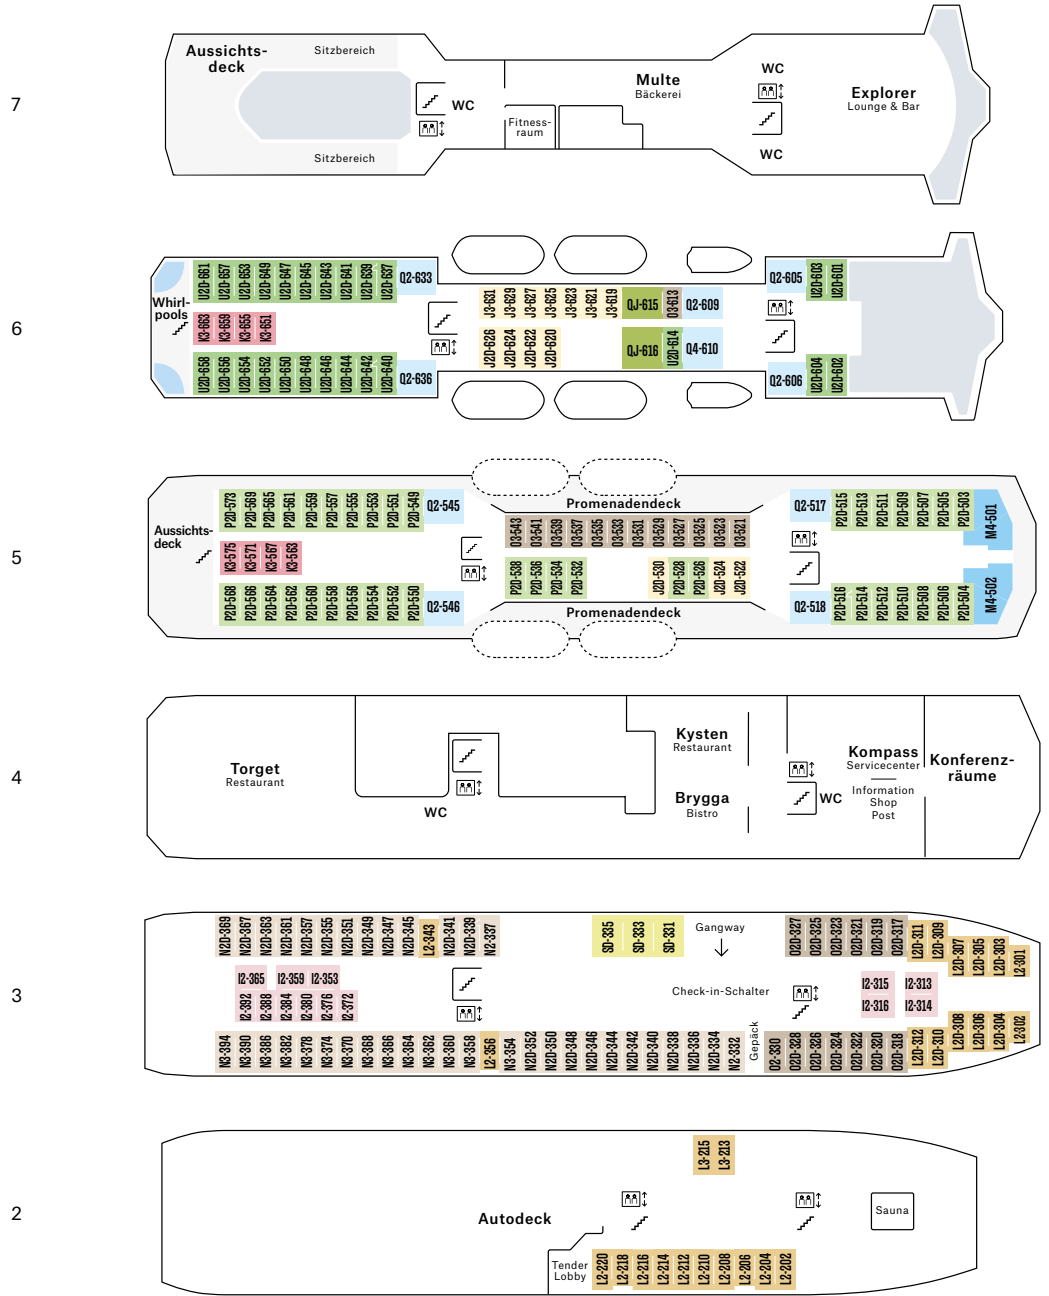 7
Aussichts-
deck
Sitzbereich
Sitzbereich
WC
Fitness-
raum
Multe
Bäckerei
WC
WC
Explorer
Lounge & Bar
6
Whirl-
pools
U2D-661 U2D-657 U2D-653 U2D-649 U2D-647 U2D-645 U2D-643 U2D-641 U2D-639 U2D-637 Q2-633
K3-663 K3-659 K3-655 K3-651
U2D-658 U2D-656 U2D-654 U2D-652 U2D-650 U2D-648 U2D-646 U2D-644 U2D-642 U2D-640 Q2-636
J3-631 J3-629 J3-627 J3-625 J3-623 J3-621 J3-619 QJ-615 O3-613 Q2-609
J2D-628 J2D-624 J2D-622 J2D-620 QJ-616 U2D-614 Q4-610
Q2-605 U2D-603 U2D-601
Q2-606 U2D-604 U2D-602
5
Aussichts-
deck
P2D-573 P2D-569 P2D-565 P2D-561 P2D-559 P2D-557 P2D-555 P2D-553 P2D-551 P2D-549 Q2-545
K3-575 K3-571 K3-567 K3-563
P2D-568 P2D-566 P2D-564 P2D-562 P2D-560 P2D-558 P2D-556 P2D-554 P2D-552 P2D-550 Q2-546
Promenadendeck
O3-543 O3-541 O3-539 O3-537 O3-535 O3-533 O3-531 O3-529 O3-527 O3-525 O3-523 O3-521
P2D-538 P2D-536 P2D-534 P2D-532 J2D-530 P2D-528 P2D-526 J2D-524 J2D-522
Promenadendeck
Q2-517 P2D-515 P2D-513 P2D-511 P2D-509 P2D-507 P2D-505 P2D-503 M4-501
Q2-518 P2D-516 P2D-514 P2D-512 P2D-510 P2D-508 P2D-506 P2D-504 M4-502
4
Torget
Restaurant
WC
Kysten
Restaurant
Brygga
Bistro
WC
Kompass
Servicecenter
Information
Shop
Post
Konferenz-
räume
3
N2D-369 N2D-367 N2D-363 N2D-361 N2D-357 N2D-355 N2D-351 N2D-349 N2D-347 N2D-345 L2-343 N2D-341 N2D-339 N2-337
I2-365 I2-359 I2-353
I2-392 I2-388 I2-384 I2-380 I2-376 I2-372
N3-394 N3-390 N3-386 N3-382 N3-378 N3-374 N3-370 N3-368 N3-366 N3-364 N3-362 N3-360 N3-358 L2-356 N3-354 N2D-352 N2D-350 N2D-348 N2D-346 N2D-344 N2D-342 N2D-340 N2D-338 N2D-336 N2D-334 N2-332
SD-335 SD-333 SD-331
Gangway
Check-in-Schalter
Gepäck
O2D-327 O2D-325 O2D-323 O2D-321 O2D-319 O2D-317 L2D-311 L2D-309 L2D-307 L2D-305 L2D-303 L2-301
I2-315 I2-313
I2-316 I2-314
O2-330 O2D-328 O2D-326 O2D-324 O2D-322 O2D-320 O2D-318 L2D-312 L2D-310 L2D-308 L2D-306 L2D-304 L2-302
2
L3-215 L3-213
Autodeck
Sauna
Tender
Lobby
L2-220 L2-218 L2-216 L2-214 L2-212 L2-210 L2-208 L2-206 L2-204 L2-202